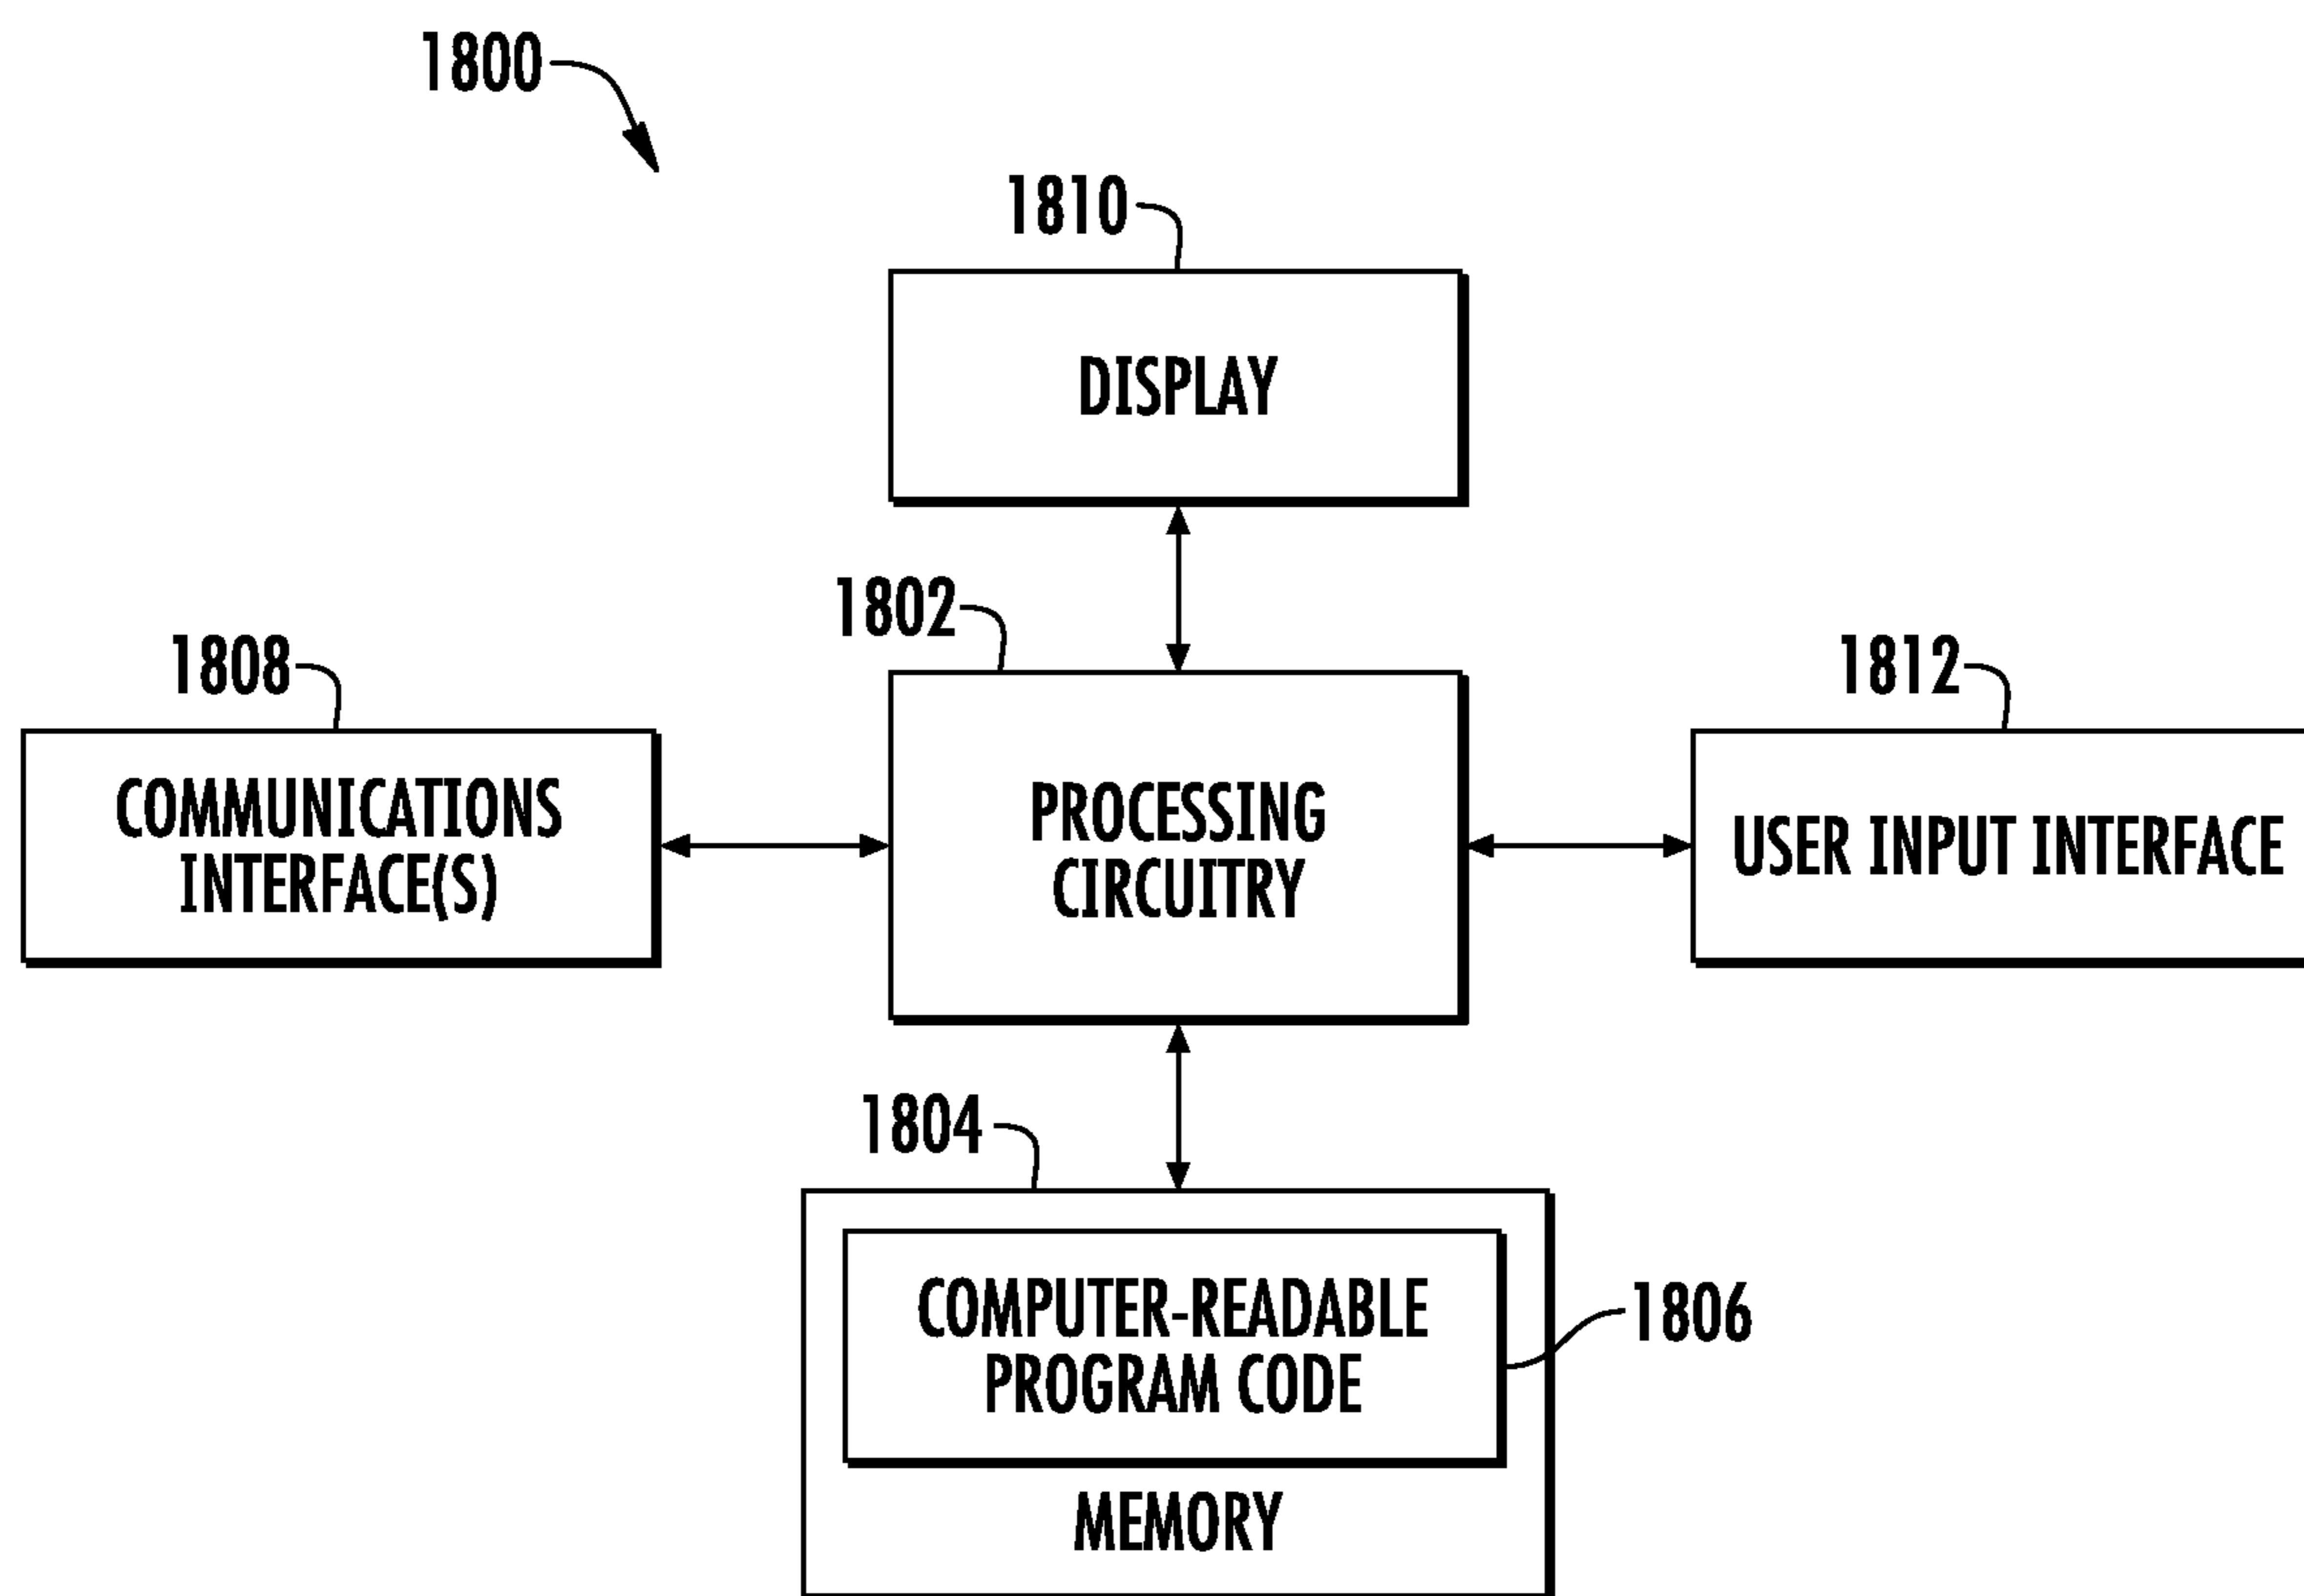 1800
1810
DISPLAY
1802
1808
1812
COMMUNICATIONS
INTERFACE(S)
PROCESSING
CIRCUITRY
USER INPUT INTERFACE
1804
COMPUTER-READABLE
PROGRAM CODE
1806
MEMORY